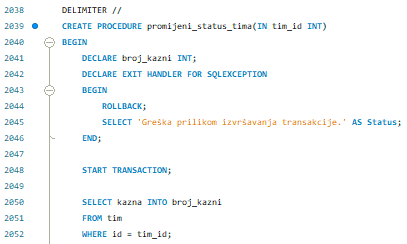 2038 DELIMITER //
2039 CREATE PROCEDURE promijeni_status_tima(IN tim_id INT)
2040 BEGIN
2041 DECLARE broj_kazni INT;
2042 DECLARE EXIT HANDLER FOR SQLEXCEPTION
2043 BEGIN
2044 ROLLBACK;
2045 SELECT 'Greška prilikom izvršavanja transakcije.' AS Status;
2046 END;
2047
2048 START TRANSACTION;
2049
2050 SELECT kazna INTO broj_kazni
2051 FROM tim
2052 WHERE id = tim_id;